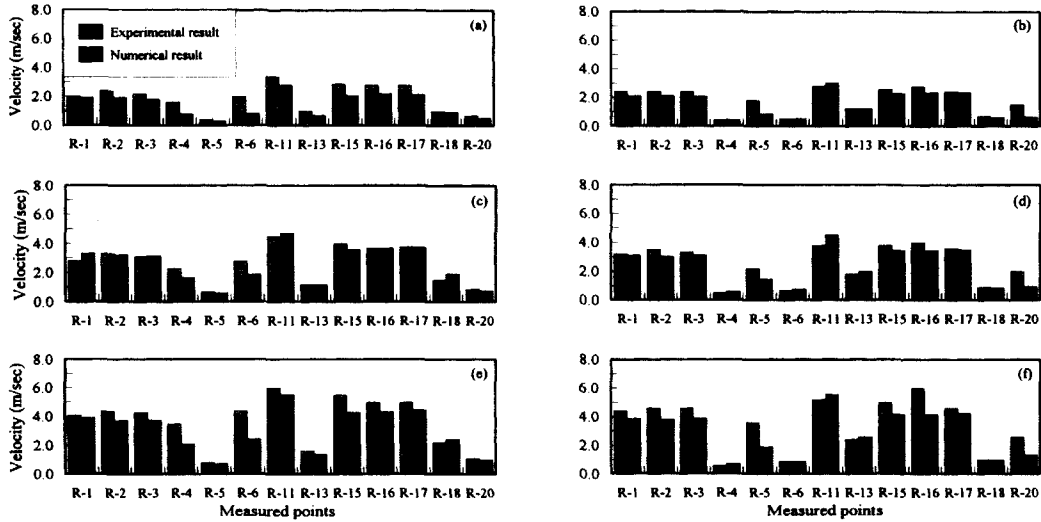 8.0
(a)
Experimental result
Numerical result
6.0
4.0
2.0
0.0
Velocity (m/sec)
R-1 R-2 R-3 R-4 R-5 R-6 R-11 R-13 R-15 R-16 R-17 R-18 R-20
8.0
(b)
6.0
4.0
2.0
0.0
R-1 R-2 R-3 R-4 R-5 R-6 R-11 R-13 R-15 R-16 R-17 R-18 R-20
8.0
(c)
6.0
4.0
2.0
0.0
Velocity (m/sec)
R-1 R-2 R-3 R-4 R-5 R-6 R-11 R-13 R-15 R-16 R-17 R-18 R-20
8.0
(d)
6.0
4.0
2.0
0.0
R-1 R-2 R-3 R-4 R-5 R-6 R-11 R-13 R-15 R-16 R-17 R-18 R-20
8.0
(e)
6.0
4.0
2.0
0.0
Velocity (m/sec)
R-1 R-2 R-3 R-4 R-5 R-6 R-11 R-13 R-15 R-16 R-17 R-18 R-20
Measured points
8.0
(f)
6.0
4.0
2.0
0.0
R-1 R-2 R-3 R-4 R-5 R-6 R-11 R-13 R-15 R-16 R-17 R-18 R-20
Measured points